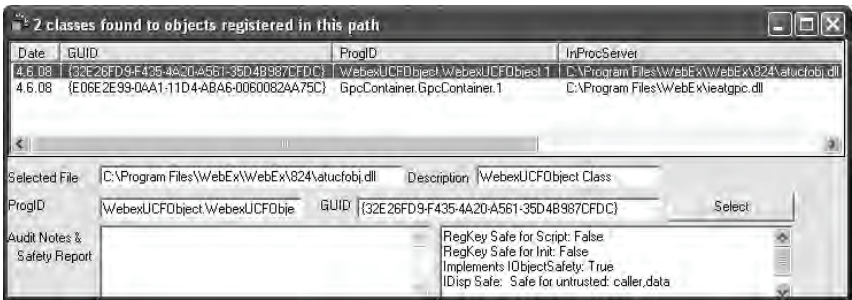 2 classes found to objects registered in this path
Date GUID ProgID InProcServer
4.6.08 {32E26FD9-F435-4A20-A561-35D4B987CFDC} WebexUCFObject.WebexUCFObject.1 C:\Program Files\WebEx\WebEx\824\atucfobj.dll
4.6.08 {E06E2E99-0AA1-11D4-ABA6-0060082AA75C} GpcContainer.GpcContainer.1 C:\Program Files\WebEx\ieatgpc.dll
Selected File C:\Program Files\WebEx\WebEx\824\atucfobj.dll Description WebexUCFObject Class
ProgID WebexUCFObject.WebexUCFObje GUID {32E26FD9-F435-4A20-A561-35D4B987CFDC} Select
Audit Notes &
Safety Report
RegKey Safe for Script: False
RegKey Safe for Init: False
Implements IObjectSafety: True
IDisp Safe: Safe for untrusted: caller,data